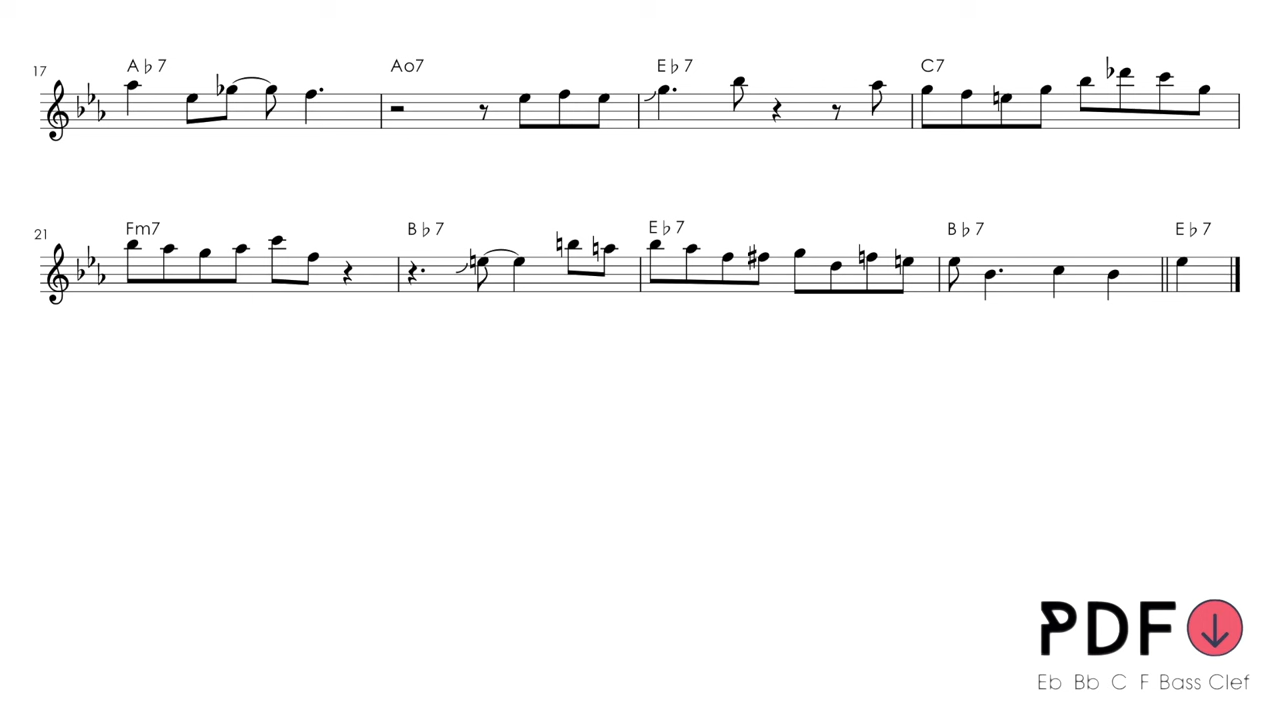 17 A♭7 Ao7 E♭7 C7
21 Fm7 B♭7 E♭7 B♭7 E♭7
PDF
Eb Bb C F Bass Clef